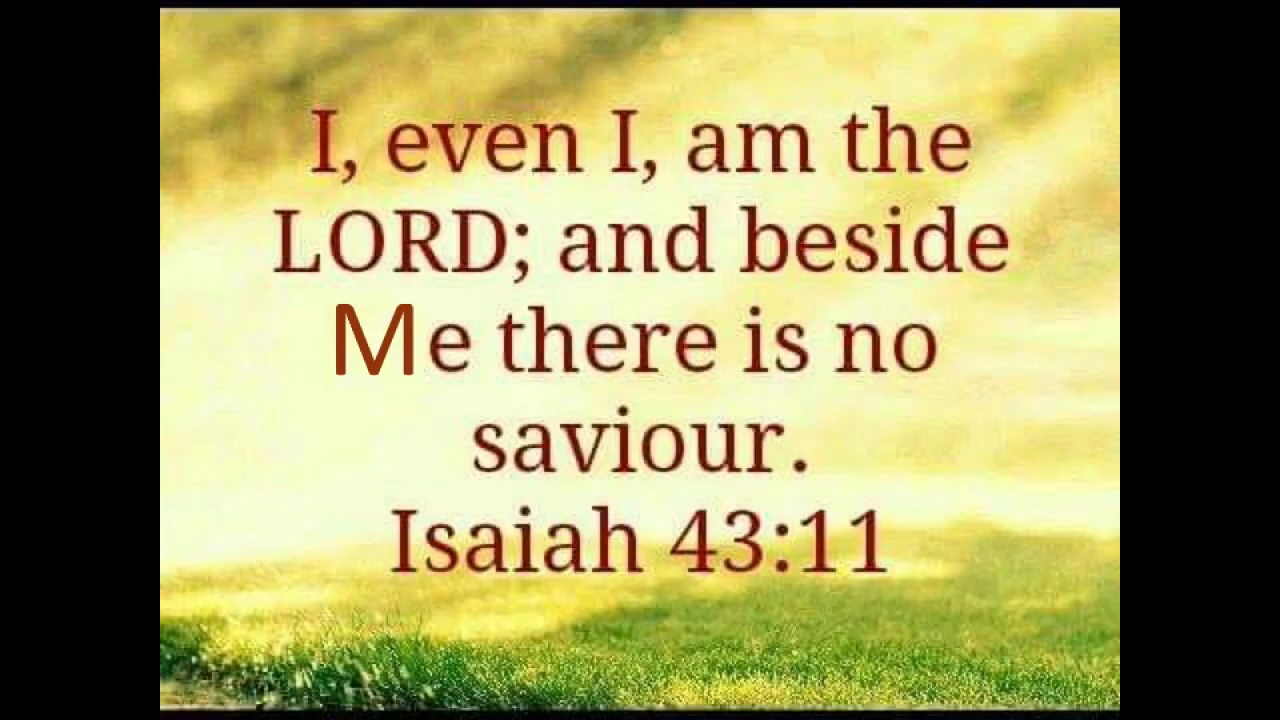 I, even I, am the
LORD; and beside
Me there is no
saviour.
Isaiah 43:11